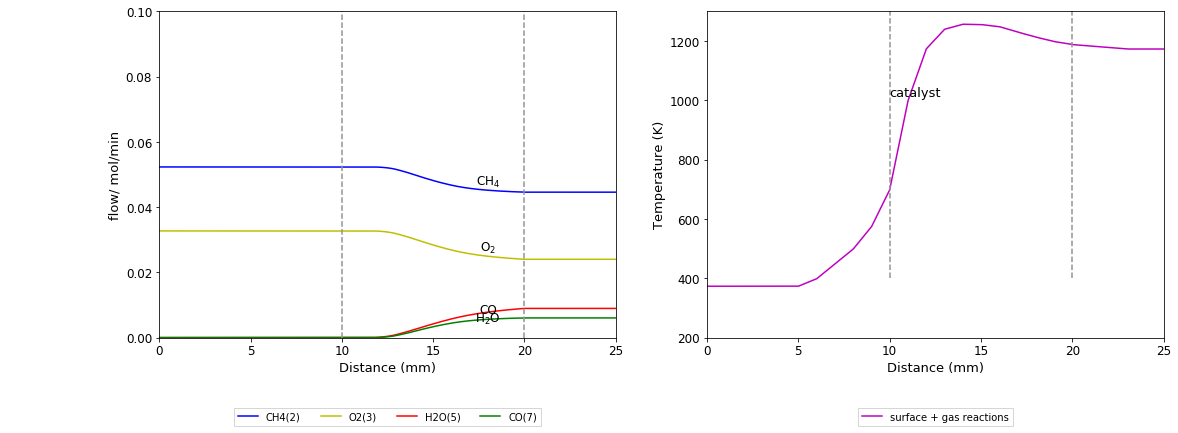 0.10
0.08
0.06
0.04
0.02
0.00
flow/ mol/min
CH₄
O₂
CO
H₂O
0 5 10 15 20 25
Distance (mm)
CH4(2) O2(3) H2O(5) CO(7)
1200
1000
800
600
400
200
Temperature (K)
catalyst
0 5 10 15 20 25
Distance (mm)
surface + gas reactions